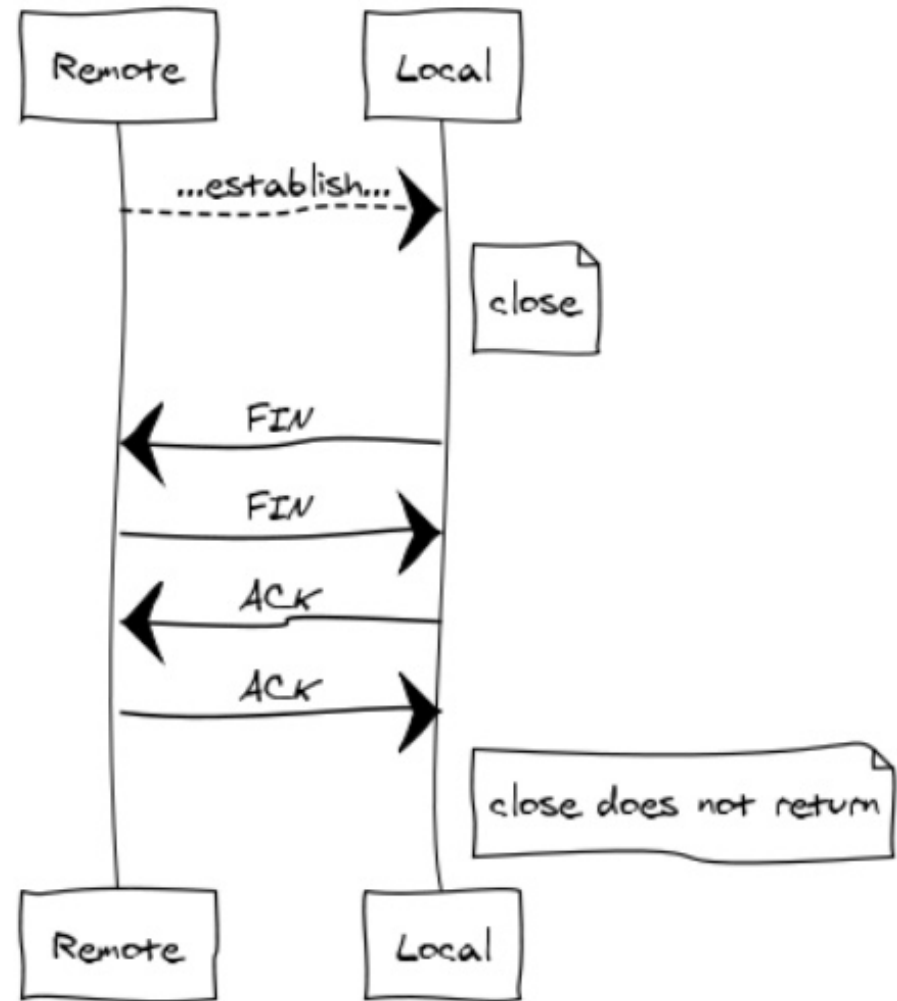 Remote
Local
...establish...
close
FIN
FIN
ACK
ACK
close does not return
Remote
Local